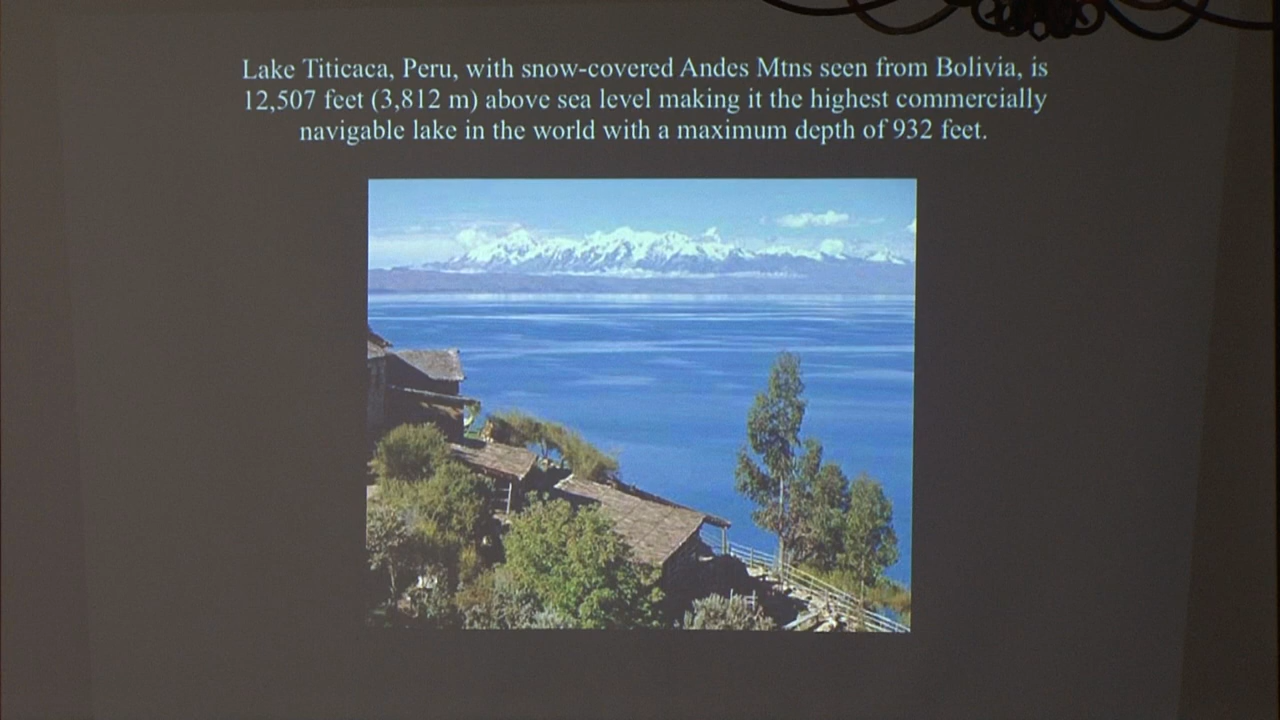 Lake Titicaca, Peru, with snow-covered Andes Mtns seen from Bolivia, is
12,507 feet (3,812 m) above sea level making it the highest commercially
navigable lake in the world with a maximum depth of 932 feet.